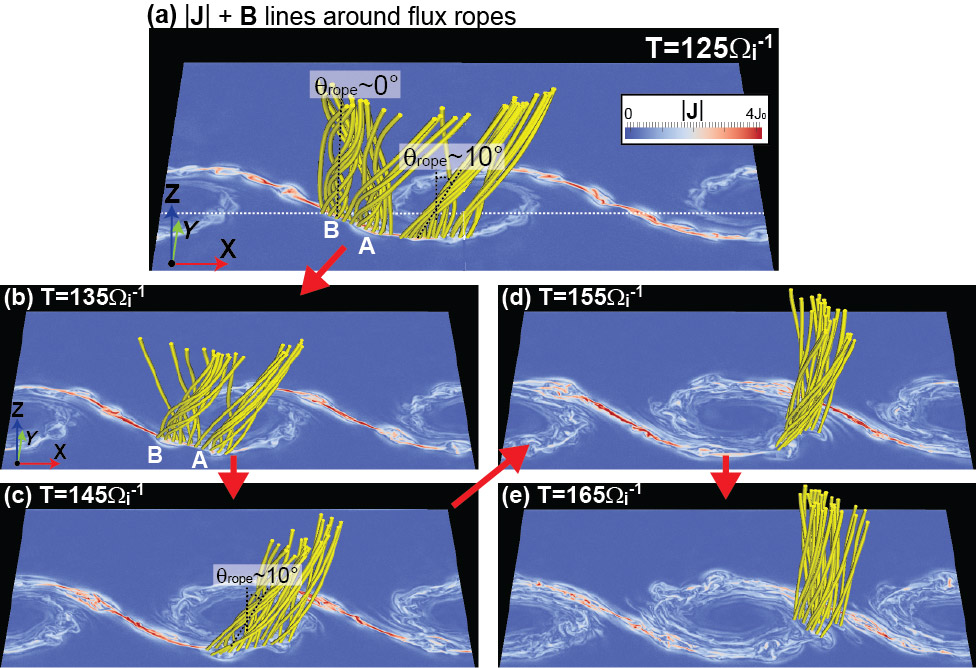 (a) |J| + B lines around flux ropes
T=125Ωi-1
θrope~0°
0 |J| 4J0
θrope~10°
Z
Y
X
B
A
(b) T=135Ωi-1
Z
Y
X
B
A
(c) T=145Ωi-1
θrope~10°
(d) T=155Ωi-1
(e) T=165Ωi-1